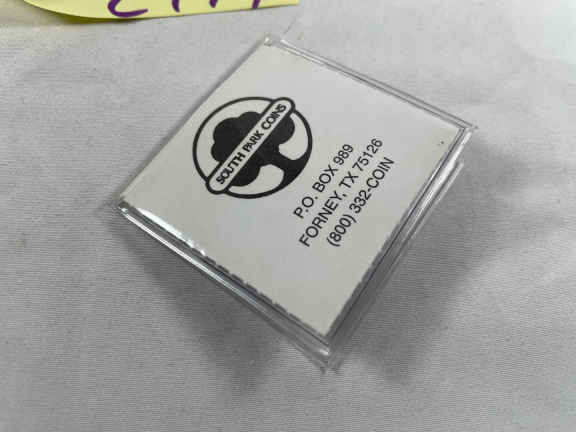 SOUTH PARK COINS
P.O. BOX 989
FORNEY, TX 75126
(800) 332-COIN